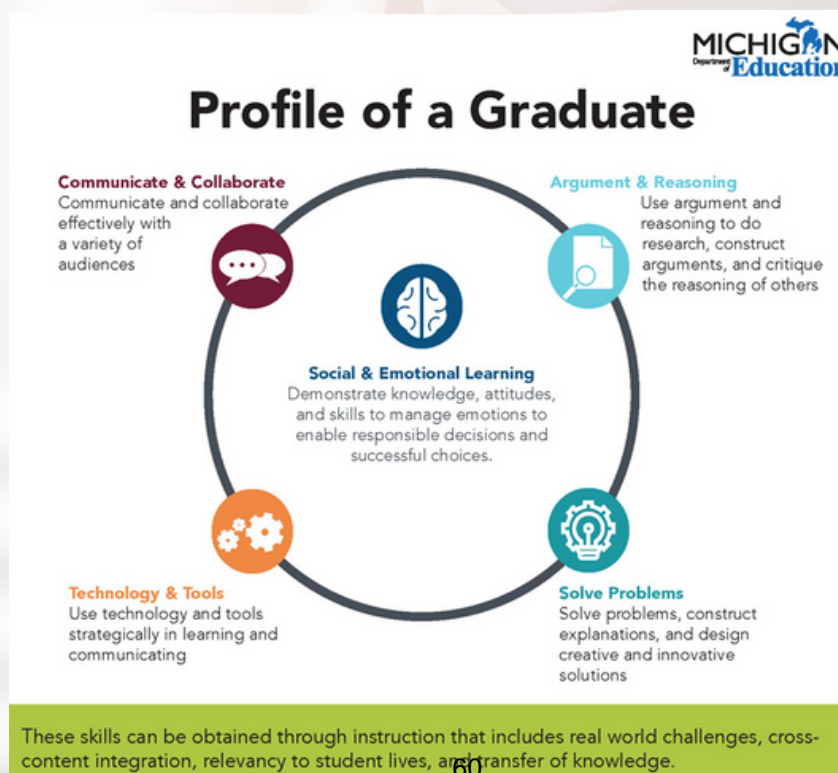 MICHIGAN
Department of Education
Profile of a Graduate
Communicate & Collaborate
Communicate and collaborate
effectively with
a variety of
audiences
Argument & Reasoning
Use argument and
reasoning to do
research, construct
arguments, and critique
the reasoning of others
Social & Emotional Learning
Demonstrate knowledge, attitudes,
and skills to manage emotions to
enable responsible decisions and
successful choices.
Technology & Tools
Use technology and tools
strategically in learning and
communicating
Solve Problems
Solve problems, construct
explanations, and design
creative and innovative
solutions
These skills can be obtained through instruction that includes real world challenges, cross-
content integration, relevancy to student lives, and transfer of knowledge.
60